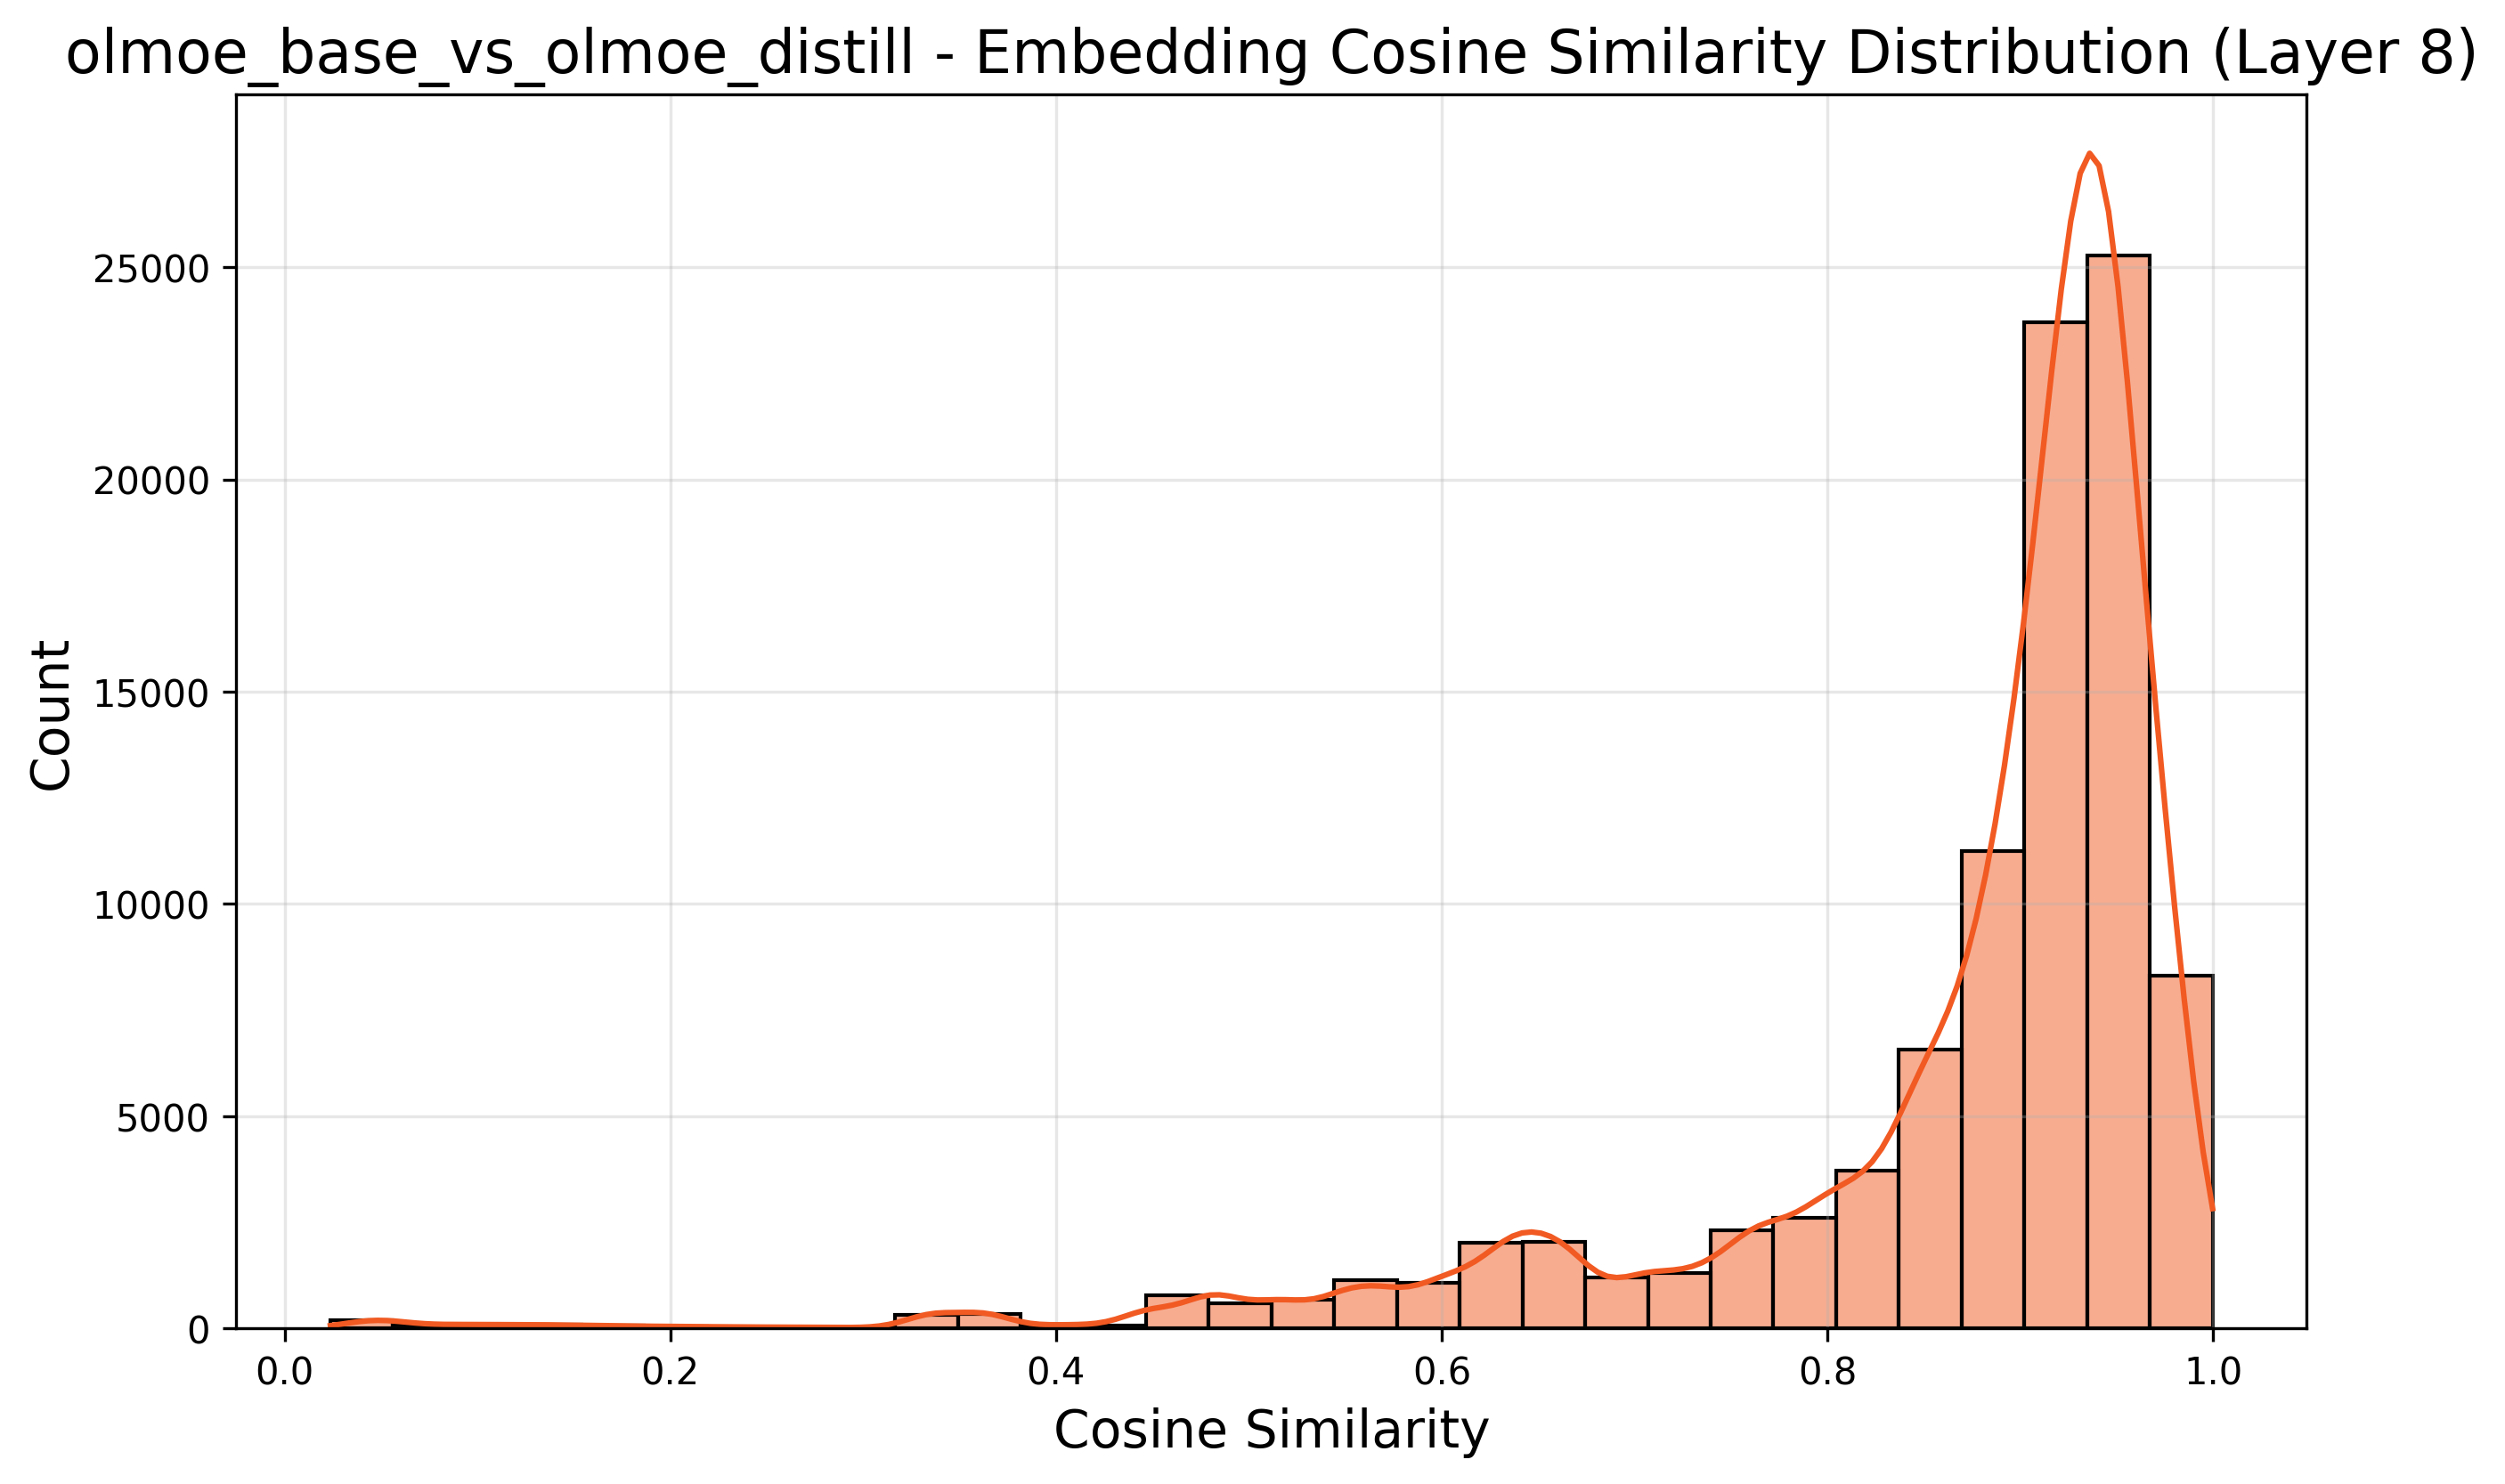 olmoe_base_vs_olmoe_distill - Embedding Cosine Similarity Distribution (Layer 8)
Count
25000
20000
15000
10000
5000
0
0.0 0.2 0.4 0.6 0.8 1.0
Cosine Similarity